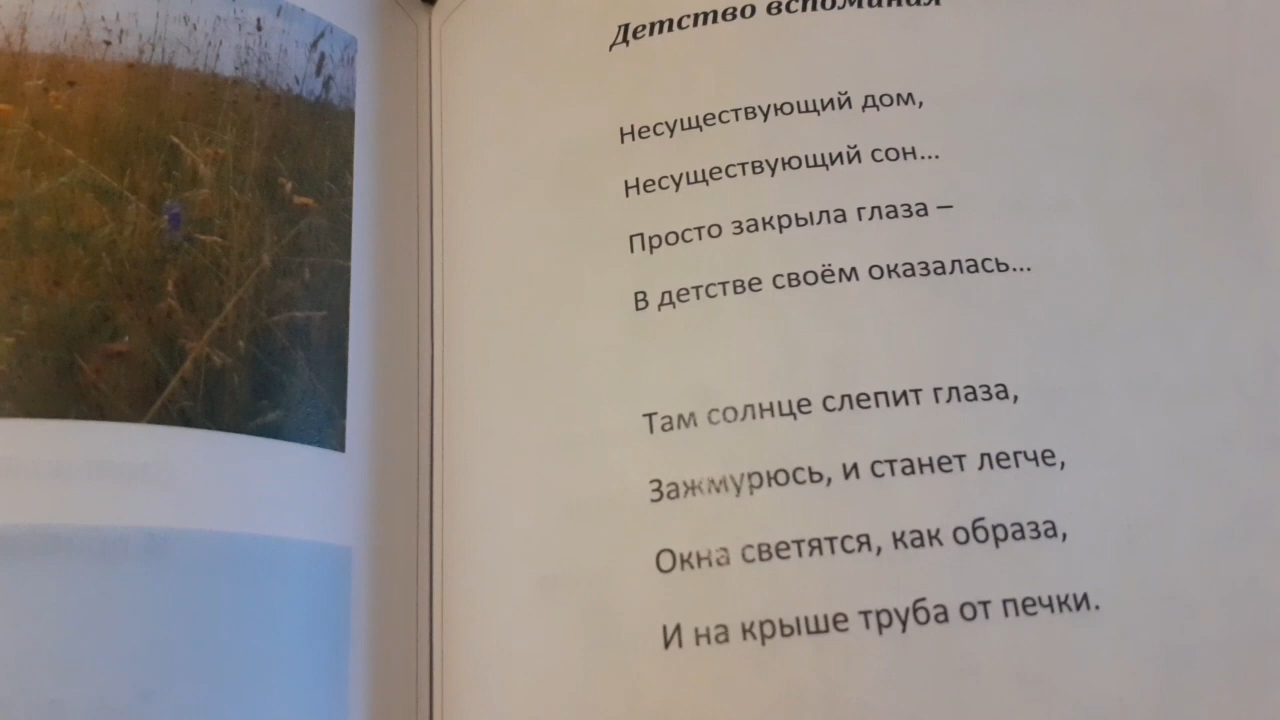 Детство вспоминая
Несуществующий дом,
Несуществующий сон...
Просто закрыла глаза –
В детстве своём оказалась...
Там солнце слепит глаза,
Зажмурюсь, и станет легче,
Окна светятся, как образа,
И на крыше труба от печки.